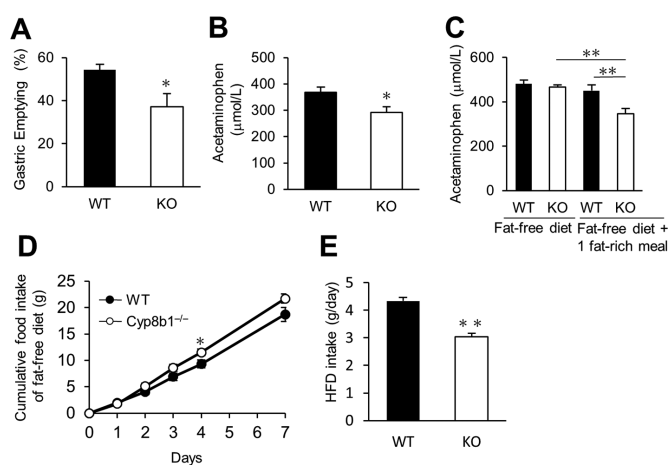 A
Gastric Emptying (%)
60
40
20
0
*
WT
KO
B
Acetaminophen
(μmol/L)
500
400
300
200
100
0
*
WT
KO
C
Acetaminophen (μmol/L)
600
400
200
0
**
**
WT KO WT KO
Fat-free diet
Fat-free diet +
1 fat-rich meal
D
Cumulative food intake
of fat-free diet (g)
25
20
15
10
5
0
WT
Cyp8b1⁻/⁻
*
0 1 2 3 4 5 6 7
Days
E
HFD intake (g/day)
5
4
3
2
1
0
**
WT
KO